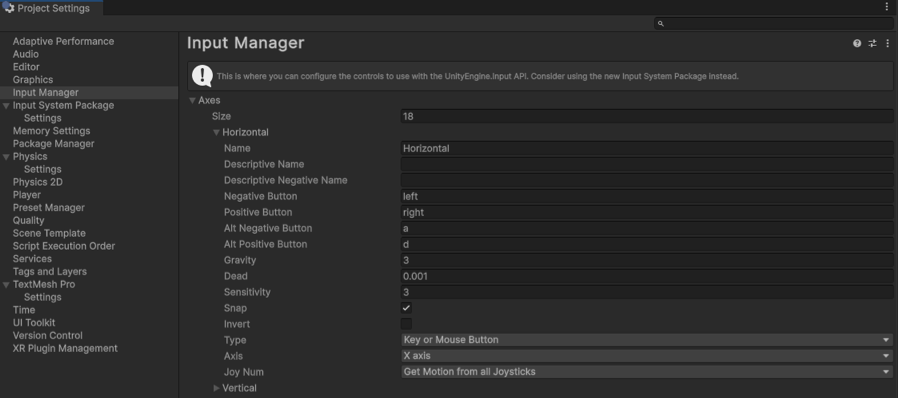 Project Settings
Adaptive Performance
Audio
Editor
Graphics
Input Manager
Input System Package
Settings
Memory Settings
Package Manager
Physics
Settings
Physics 2D
Player
Preset Manager
Quality
Scene Template
Script Execution Order
Services
Tags and Layers
TextMesh Pro
Settings
Time
UI Toolkit
Version Control
XR Plugin Management
Input Manager
This is where you can configure the controls to use with the UnityEngine.input API. Consider using the new Input System Package instead.
Axes
Size 18
Horizontal
Name Horizontal
Descriptive Name
Descriptive Negative Name
Negative Button left
Positive Button right
Alt Negative Button a
Alt Positive Button d
Gravity 3
Dead 0.001
Sensitivity 3
Snap
Invert
Type Key or Mouse Button
Axis X axis
Joy Num Get Motion from all Joysticks
Vertical